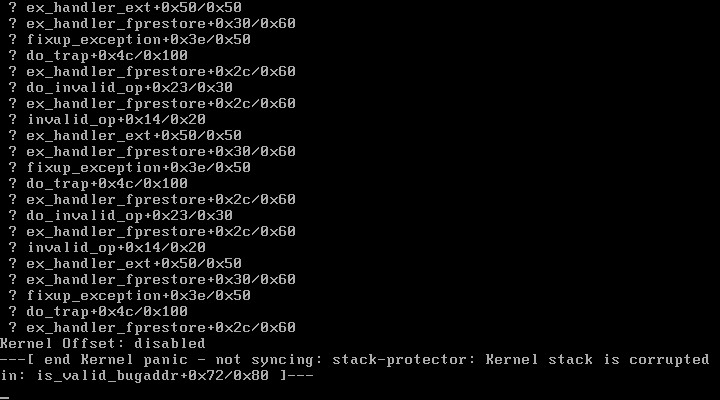 ? ex_handler_ext+0x50/0x50
? ex_handler_fprestore+0x30/0x60
? fixup_exception+0x3e/0x50
? do_trap+0x4c/0x100
? ex_handler_fprestore+0x2c/0x60
? do_invalid_op+0x23/0x30
? ex_handler_fprestore+0x2c/0x60
? invalid_op+0x14/0x20
? ex_handler_ext+0x50/0x50
? ex_handler_fprestore+0x30/0x60
? fixup_exception+0x3e/0x50
? do_trap+0x4c/0x100
? ex_handler_fprestore+0x2c/0x60
? do_invalid_op+0x23/0x30
? ex_handler_fprestore+0x2c/0x60
? invalid_op+0x14/0x20
? ex_handler_ext+0x50/0x50
? ex_handler_fprestore+0x30/0x60
? fixup_exception+0x3e/0x50
? do_trap+0x4c/0x100
? ex_handler_fprestore+0x2c/0x60
Kernel Offset: disabled
---[ end Kernel panic - not syncing: stack-protector: Kernel stack is corrupted
in: is_valid_bugaddr+0x72/0x80 ]---